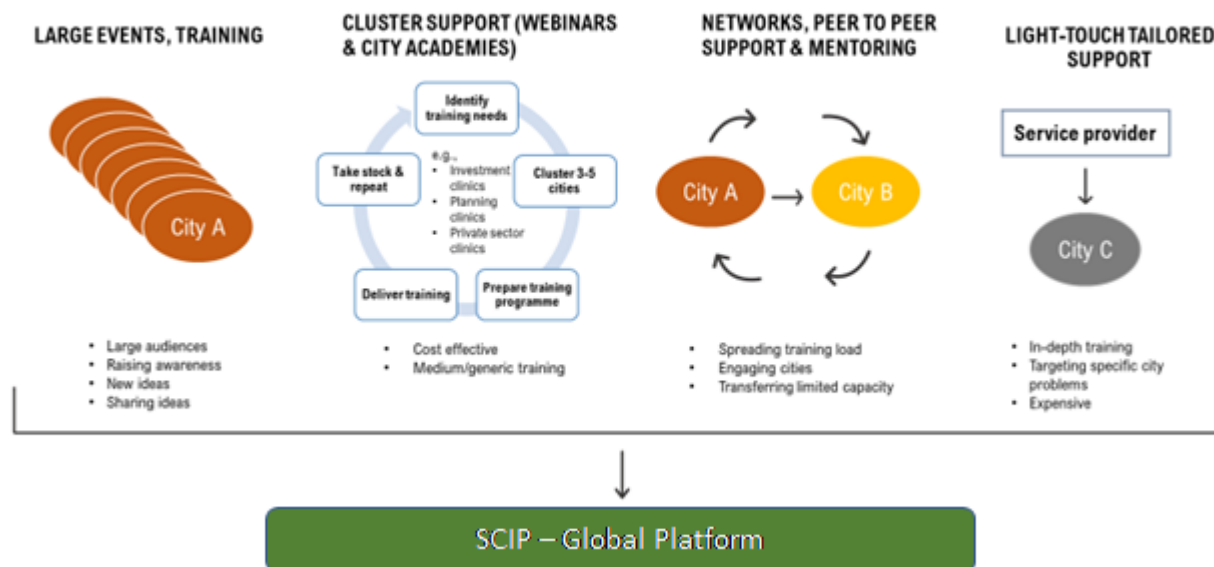 LARGE EVENTS, TRAINING
City A
• Large audiences
• Raising awareness
• New ideas
• Sharing ideas
CLUSTER SUPPORT (WEBINARS
& CITY ACADEMIES)
Identify
training needs
Cluster 3-5
cities
Prepare training
programme
Deliver training
Take stock &
repeat
e.g.,
• Investment
clinics
• Planning
clinics
• Private sector
clinics
• Cost effective
• Medium/generic training
NETWORKS, PEER TO PEER
SUPPORT & MENTORING
City A
City B
• Spreading training load
• Engaging cities
• Transferring limited capacity
LIGHT-TOUCH TAILORED
SUPPORT
Service provider
City C
• In-depth training
• Targeting specific city
problems
• Expensive
SCIP – Global Platform